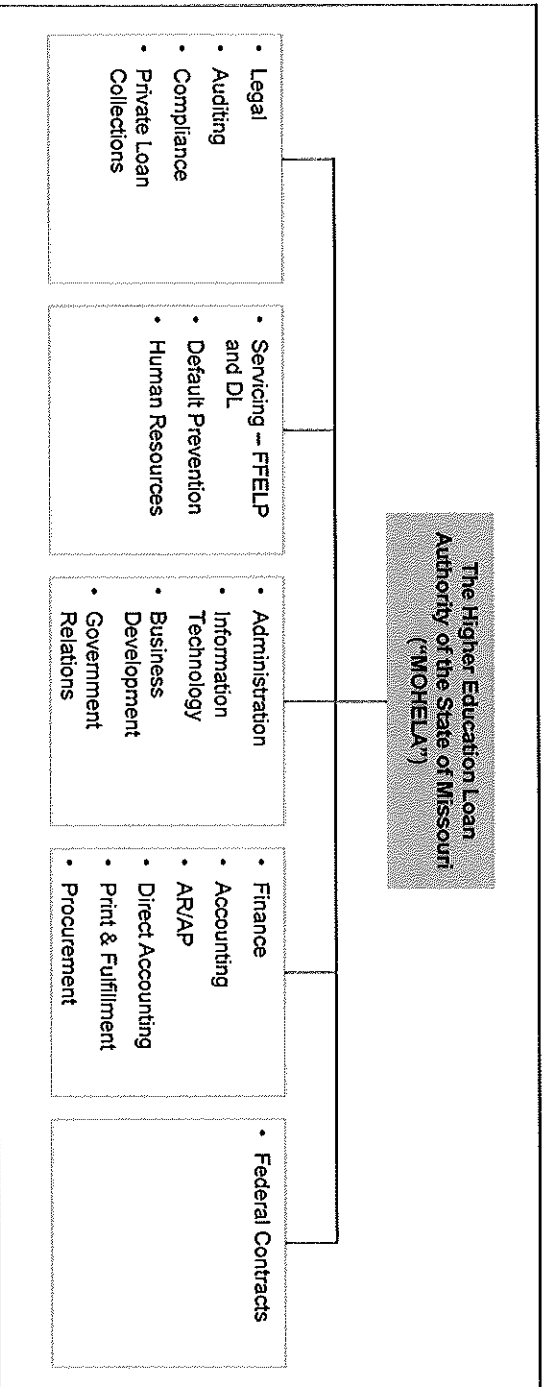 The Higher Education Loan
Authority of the State of Missouri
("MOHELA")
• Legal
• Auditing
• Compliance
• Private Loan
Collections
• Servicing – FFELP
and DL
• Default Prevention
• Human Resources
• Administration
• Information
Technology
• Business
Development
• Government
Relations
• Finance
• Accounting
• AR/AP
• Direct Accounting
• Print & Fulfillment
• Procurement
• Federal Contracts